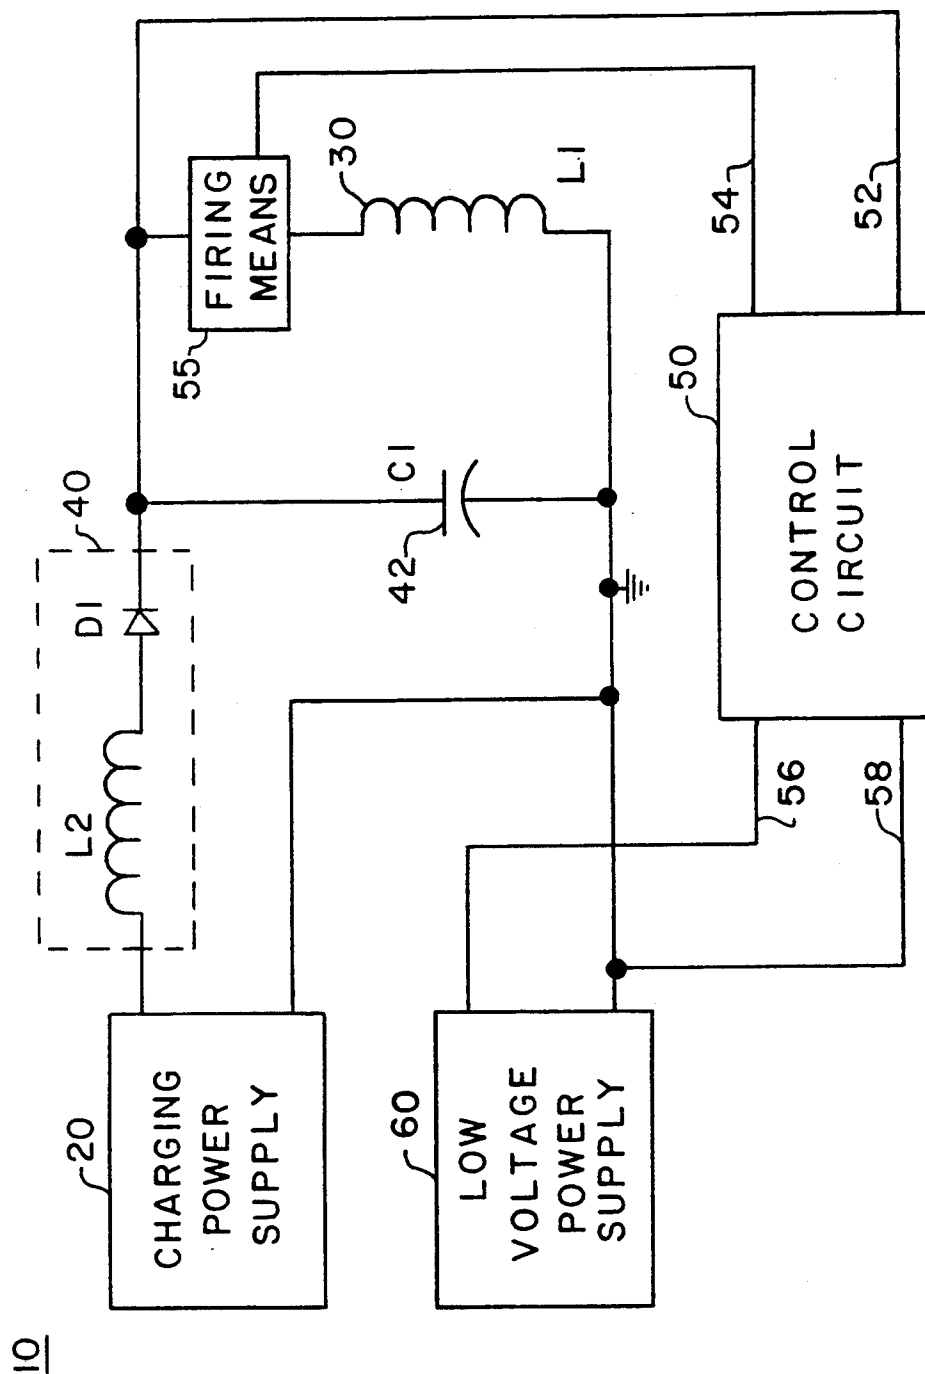 10
20
CHARGING
POWER
SUPPLY
L2
D1
40
C1
42
55
FIRING
MEANS
30
L1
60
LOW
VOLTAGE
POWER
SUPPLY
56
58
50
CONTROL
CIRCUIT
54
52